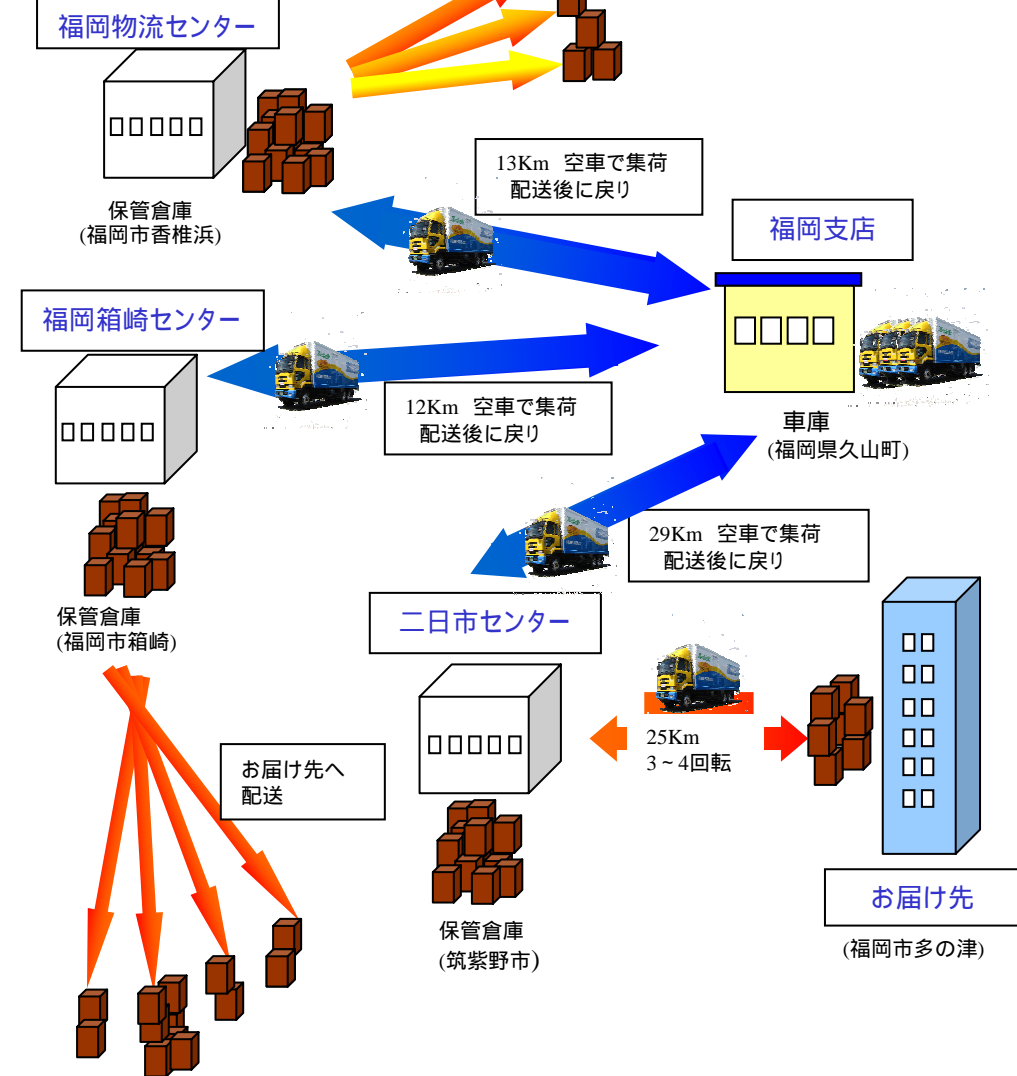 福岡物流センター
保管倉庫
(福岡市香椎浜)
13Km 空車で集荷
配送後に戻り
福岡支店
福岡箱崎センター
12Km 空車で集荷
配送後に戻り
車庫
(福岡県久山町)
29Km 空車で集荷
配送後に戻り
保管倉庫
(福岡市箱崎)
二日市センター
25Km
3~4回転
お届け先へ
配送
お届け先
(福岡市多の津)
保管倉庫
(筑紫野市)